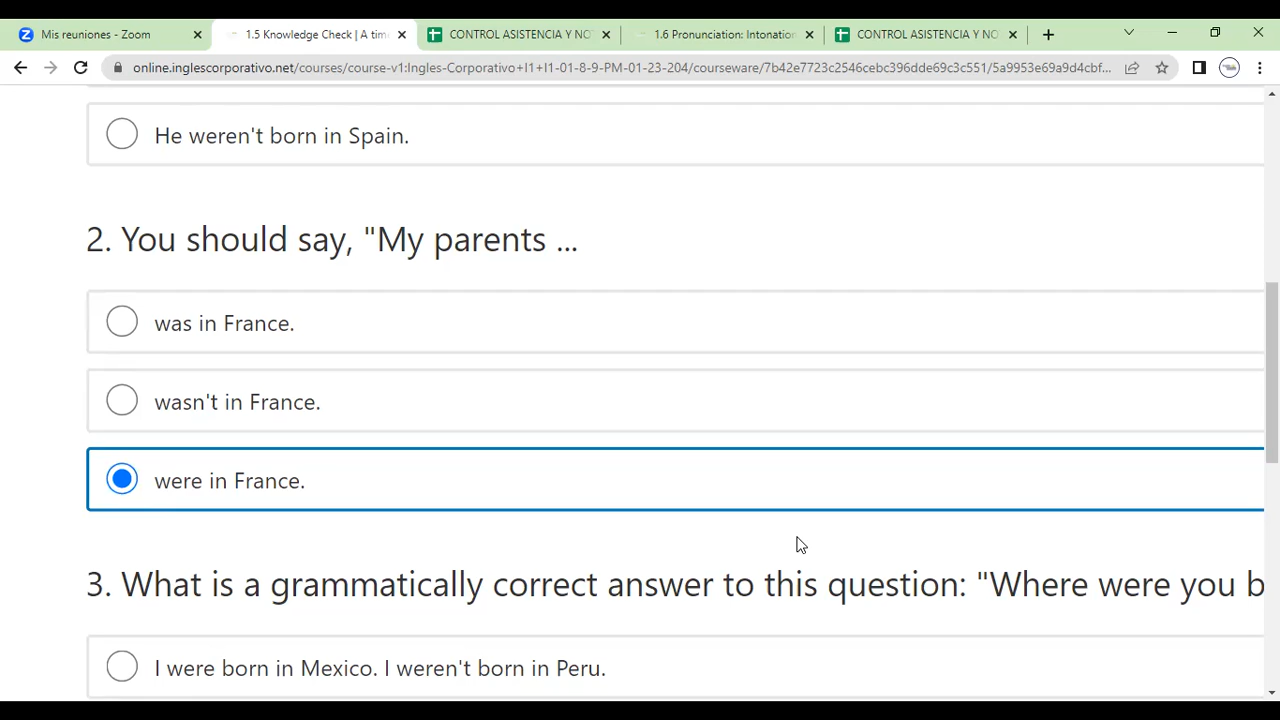 Mis reuniones - Zoom
1.5 Knowledge Check | A tim
CONTROL ASISTENCIA Y NO
1.6 Pronunciation: Intonation
CONTROL ASISTENCIA Y NO
online.inglescorporativo.net/courses/course-v1:Ingles-Corporativo+I1+I1-01-8-9-PM-01-23-204/courseware/7b42e7723c2546cebc396dde69c3c551/5a9953e69a9d4cbf...
He weren't born in Spain.
2. You should say, "My parents ...
was in France.
wasn't in France.
were in France.
3. What is a grammatically correct answer to this question: "Where were you b
I were born in Mexico. I weren't born in Peru.